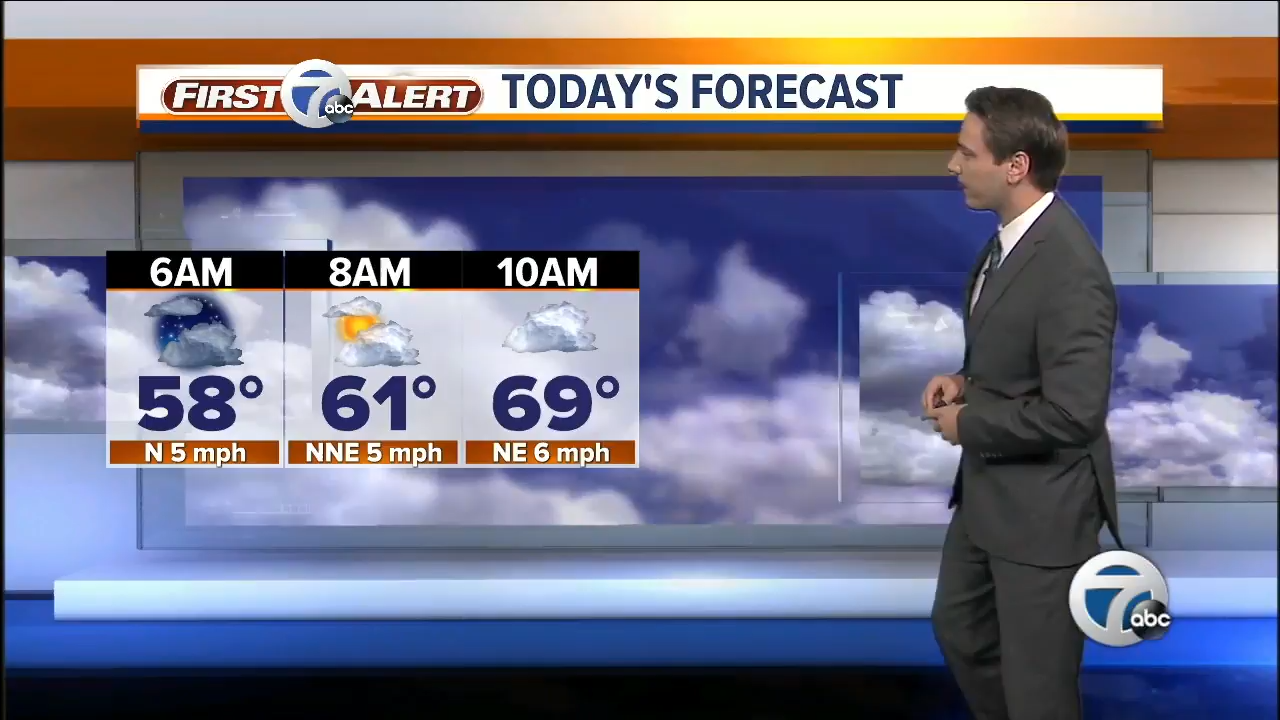 FIRST 7 abc ALERT TODAY'S FORECAST
6AM 8AM 10AM
58° 61° 69°
N 5 mph NNE 5 mph NE 6 mph
7 abc